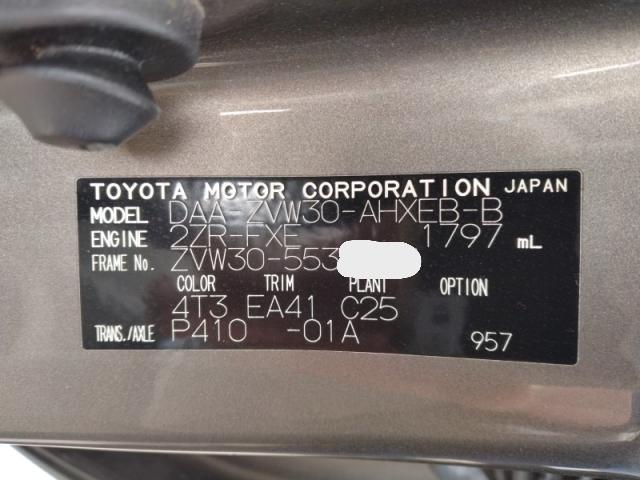 TOYOTA MOTOR CORPORATION JAPAN
MODEL DAA-ZVW30-AHXEB-B
ENGINE 2ZR-FXE 1797 mL
FRAME No. ZVW30-553
COLOR TRIM PLANT OPTION
4T3 EA41 C25
TRANS./AXLE P410 -01A 957